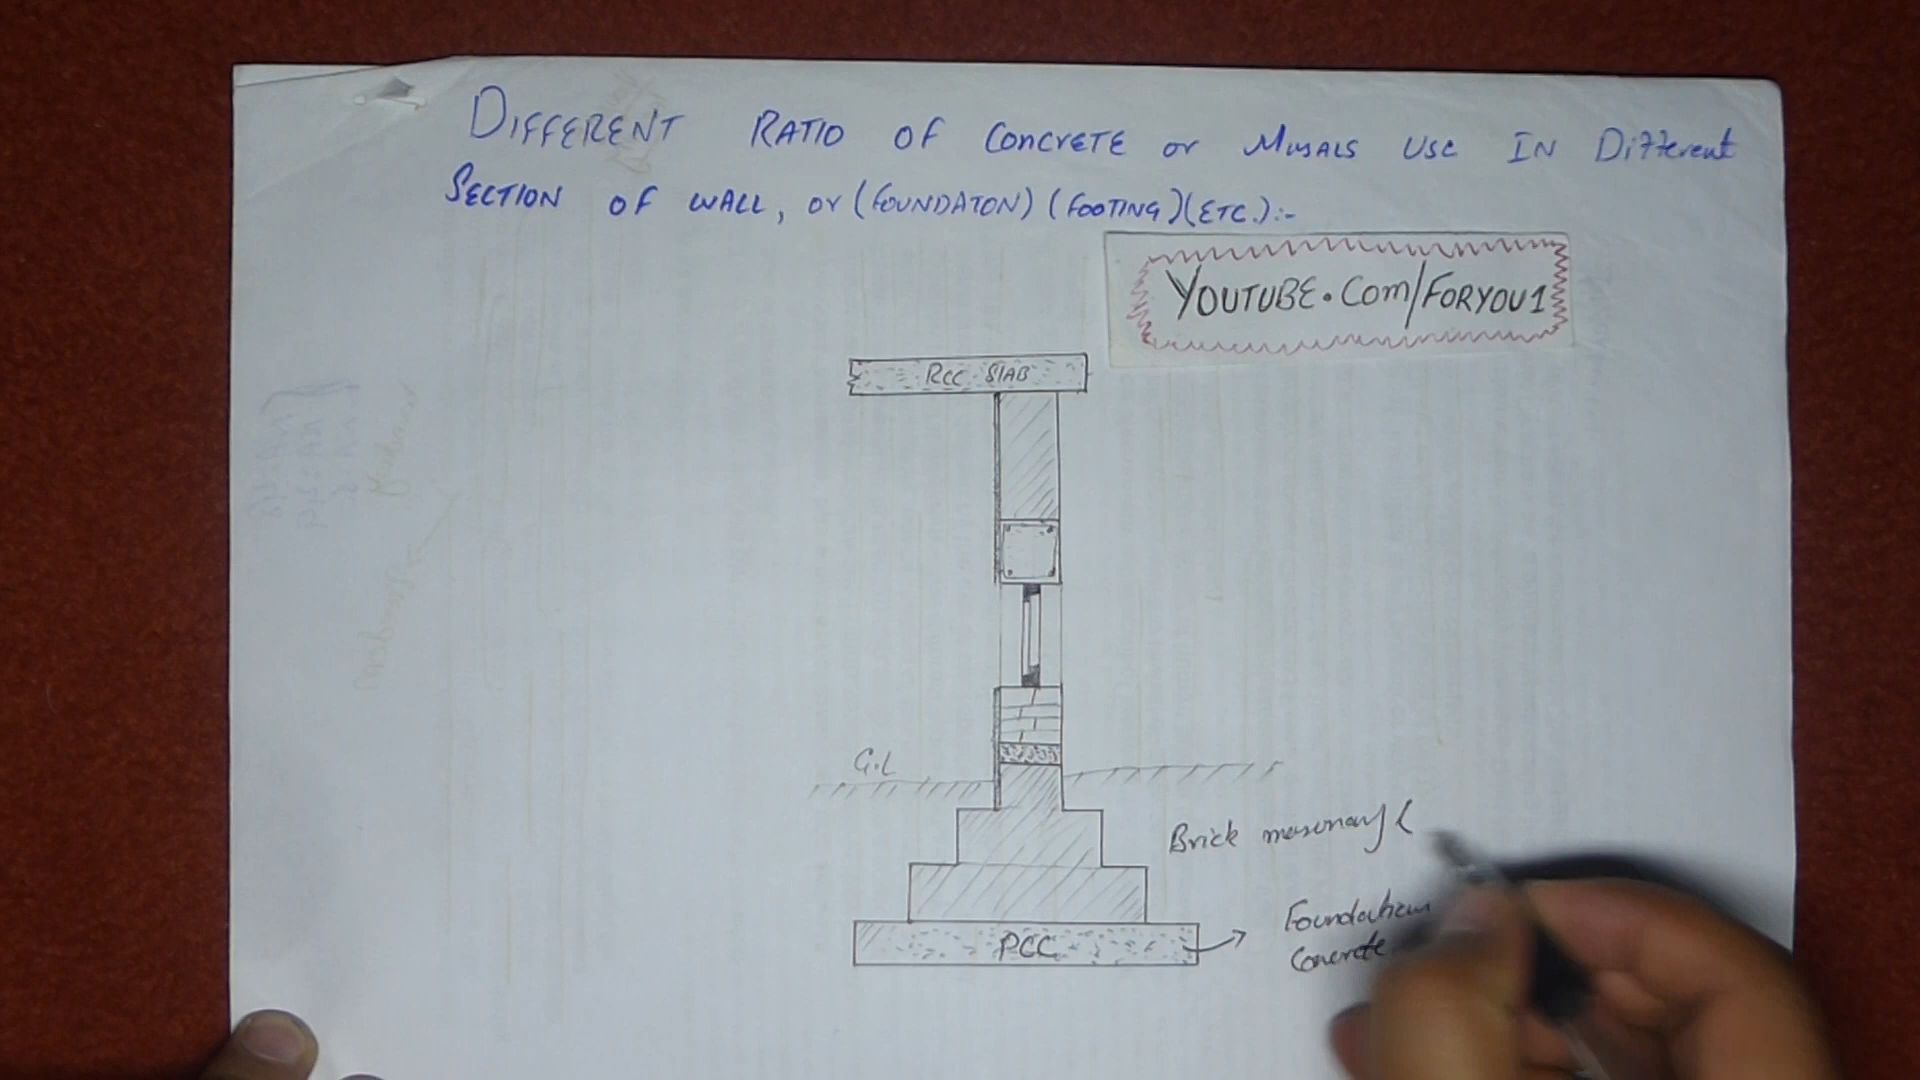 DIFFERENT RATIO OF CONCRETE or MUSALS USE IN Different
SECTION OF WALL, or (FOUNDATON) (FOOTING)(ETC.):-
YOUTUBE.Com/FORYOU1
RCC SLAB
G.L
Brick masonary (
Foundation
Concrete
PCC